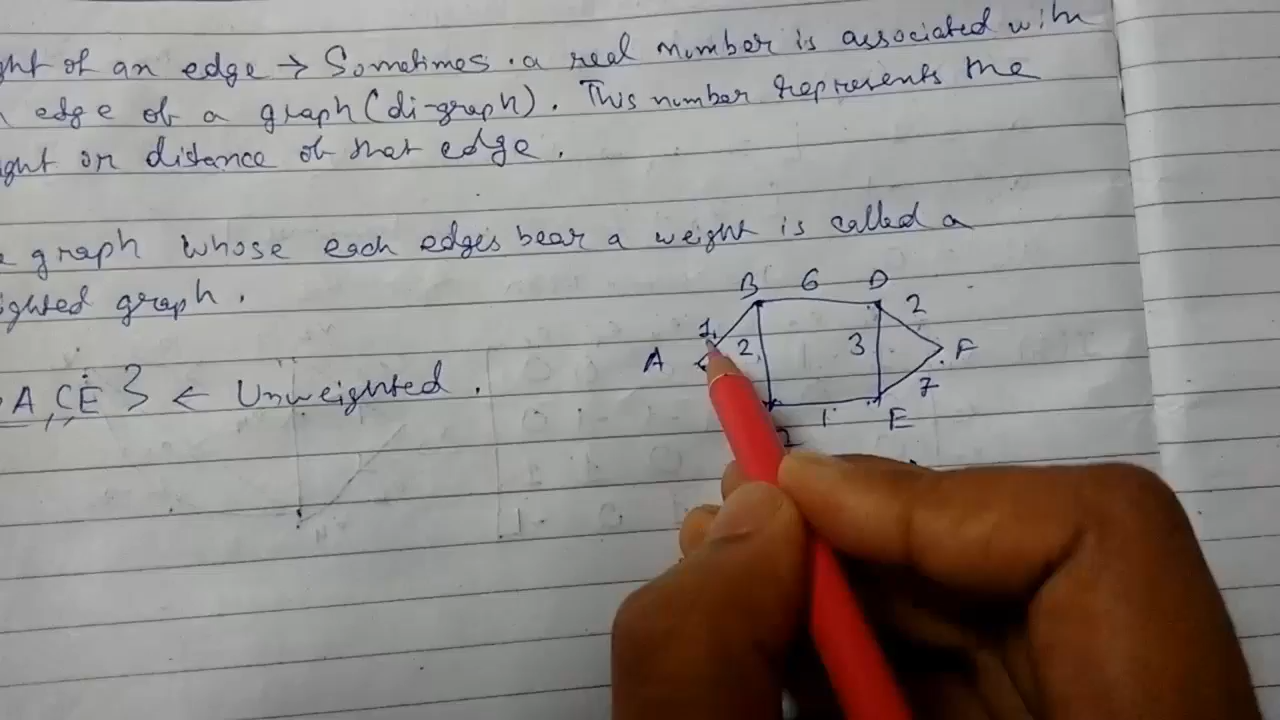 ght of an edge → Sometimes . a real number is associated with
edge of a graph (di-graph). This number represents the
ght or distance of that edge .
graph whose each edges bear a weight is called a
ighted graph .
B 6 D
2
1
A 2 3 F
7
1 E
2
A, C, E } ← Unweighted .